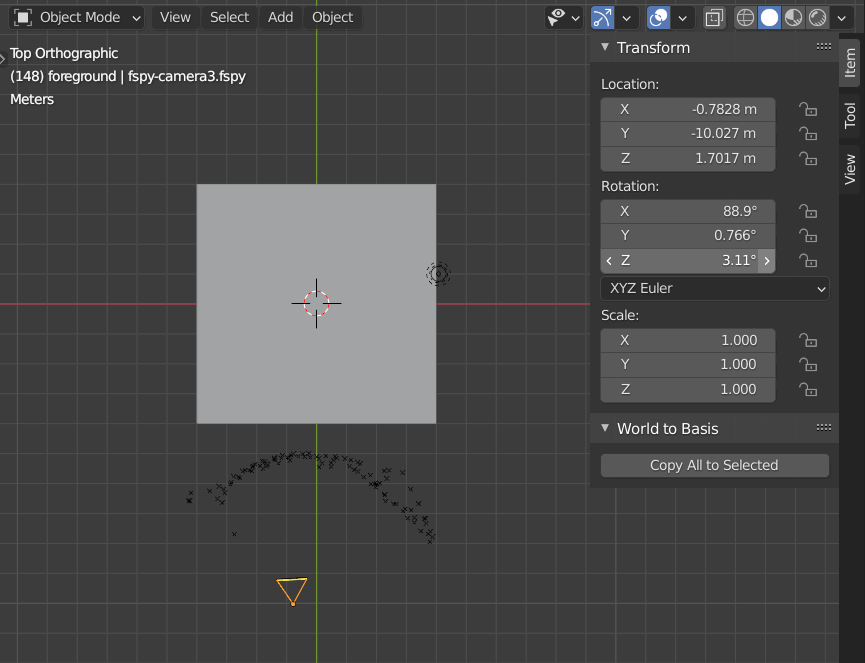 Object Mode View Select Add Object
Top Orthographic
(148) foreground | fspy-camera3.fspy
Meters
Transform
Location:
X -0.7828 m
Y -10.027 m
Z 1.7017 m
Rotation:
X 88.9°
Y 0.766°
Z 3.11°
XYZ Euler
Scale:
X 1.000
Y 1.000
Z 1.000
World to Basis
Copy All to Selected
Item
Tool
View